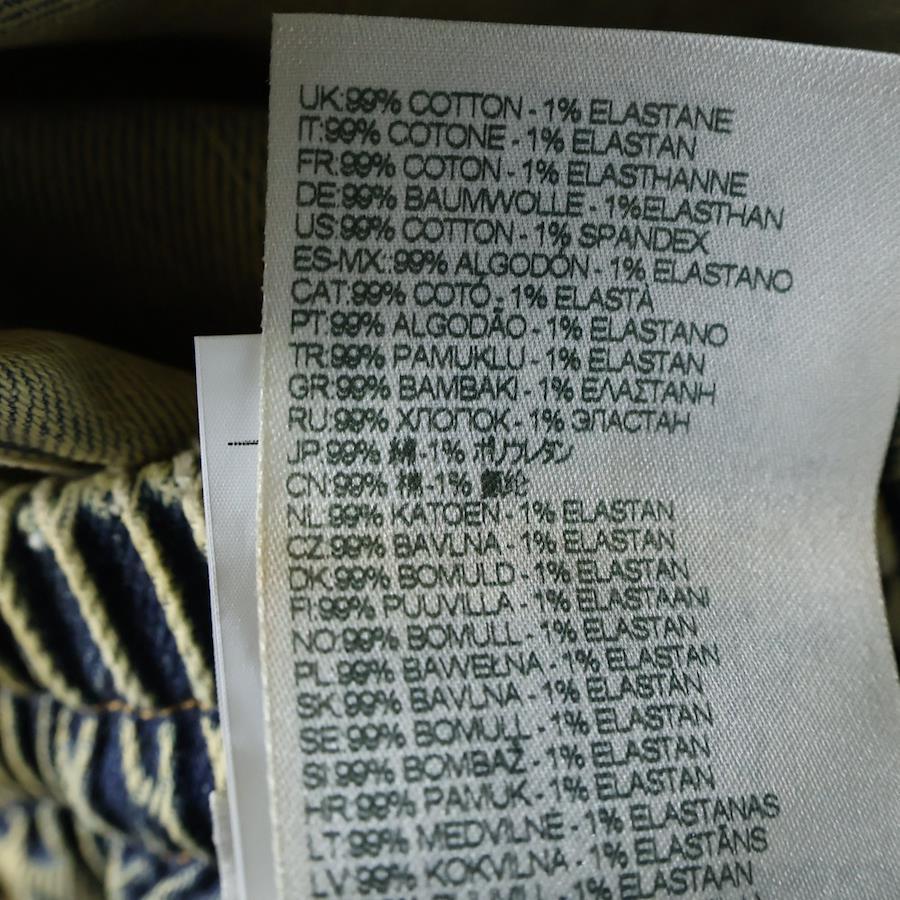 UK:99% COTTON - 1% ELASTANE
IT:99% COTONE - 1% ELASTAN
FR:99% COTON - 1% ELASTHANNE
DE:99% BAUMWOLLE - 1%ELASTHAN
US:99% COTTON - 1% SPANDEX
ES-MX.:99% ALGODÓN - 1% ELASTANO
CAT:99% COTÓ - 1% ELASTÀ
PT:99% ALGODÃO - 1% ELASTANO
TR:99% PAMUKLU - 1% ELASTAN
GR:99% BAMBAKI - 1% ΕΛΑΣΤΑΝΗ
RU:99% ХЛОПОК - 1% ЭЛАСТАН
JP:99% 綿 -1% ポリウレタン
CN:99% 棉 -1%
NL:99% KATOEN - 1% ELASTAN
CZ:99% BAVLNA - 1% ELASTAN
DK:99% BOMULD - 1% ELASTAN
FI:99% PUUVILLA - 1% ELASTAANI
NO:99% BOMULL - 1% ELASTAN
PL:99% BAWEŁNA - 1% ELASTAN
SK:99% BAVLNA - 1% ELASTAN
SE:99% BOMULL - 1% ELASTAN
SI:99% BOMBAŽ - 1% ELASTAN
HR:99% PAMUK - 1% ELASTAN
LT:99% MEDVILNE - 1% ELASTANAS
LV:99% KOKVILNA - 1% ELASTĀNS
1% ELASTAAN